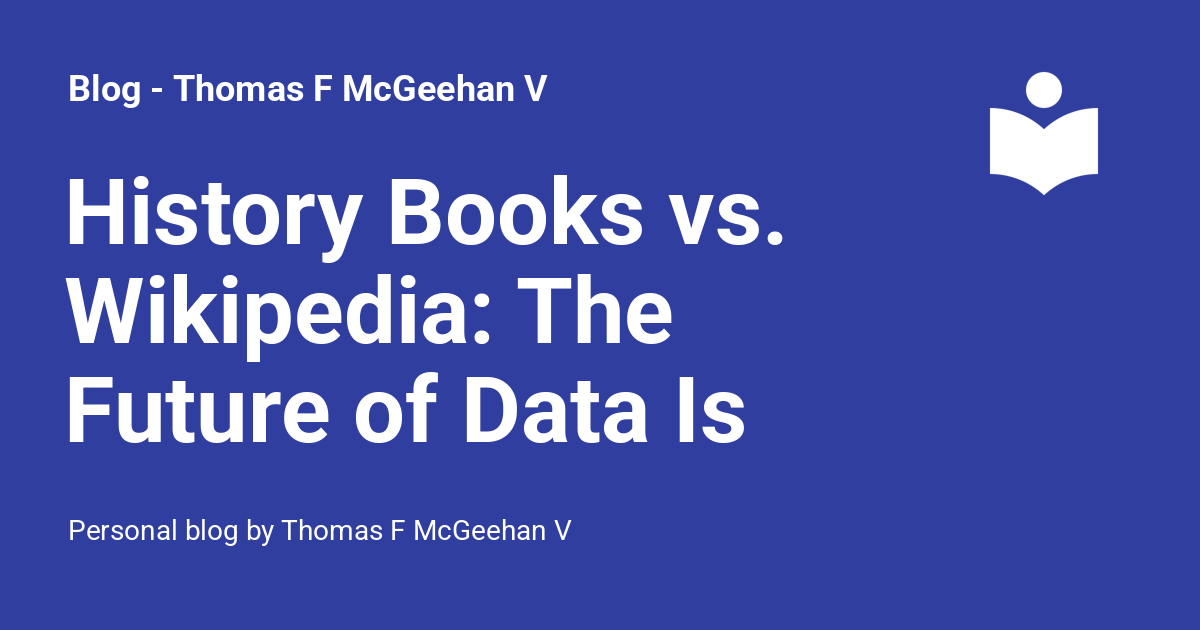 Blog - Thomas F McGeehan V
History Books vs.
Wikipedia: The
Future of Data Is
Personal blog by Thomas F McGeehan V